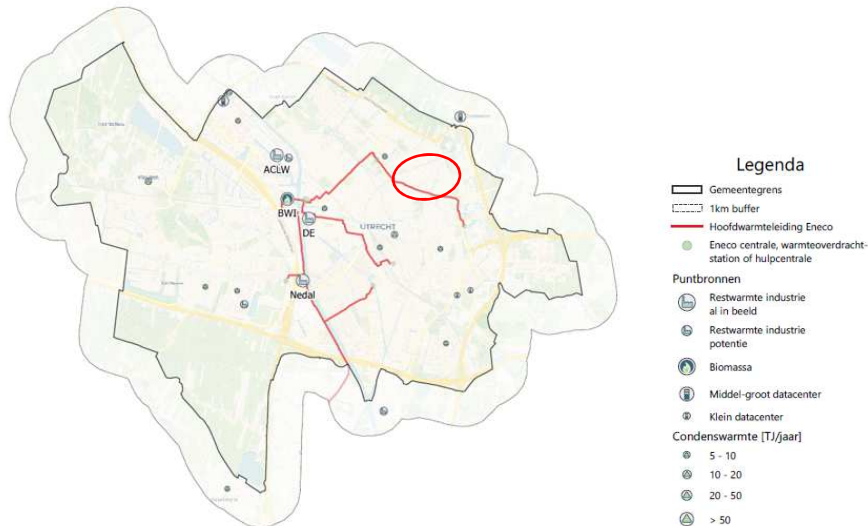 ACLW
BWI
DE
UTRECHT
Nedal
Legenda
Gemeentegrens
1km buffer
Hoofdwarmteleiding Eneco
Eneco centrale, warmteoverdracht-
station of hulpcentrale
Puntbronnen
Restwarmte industrie
al in beeld
Restwarmte industrie
potentie
Biomassa
Middel-groot datacenter
Klein datacenter
Condenswarmte [TJ/jaar]
5 - 10
10 - 20
20 - 50
> 50